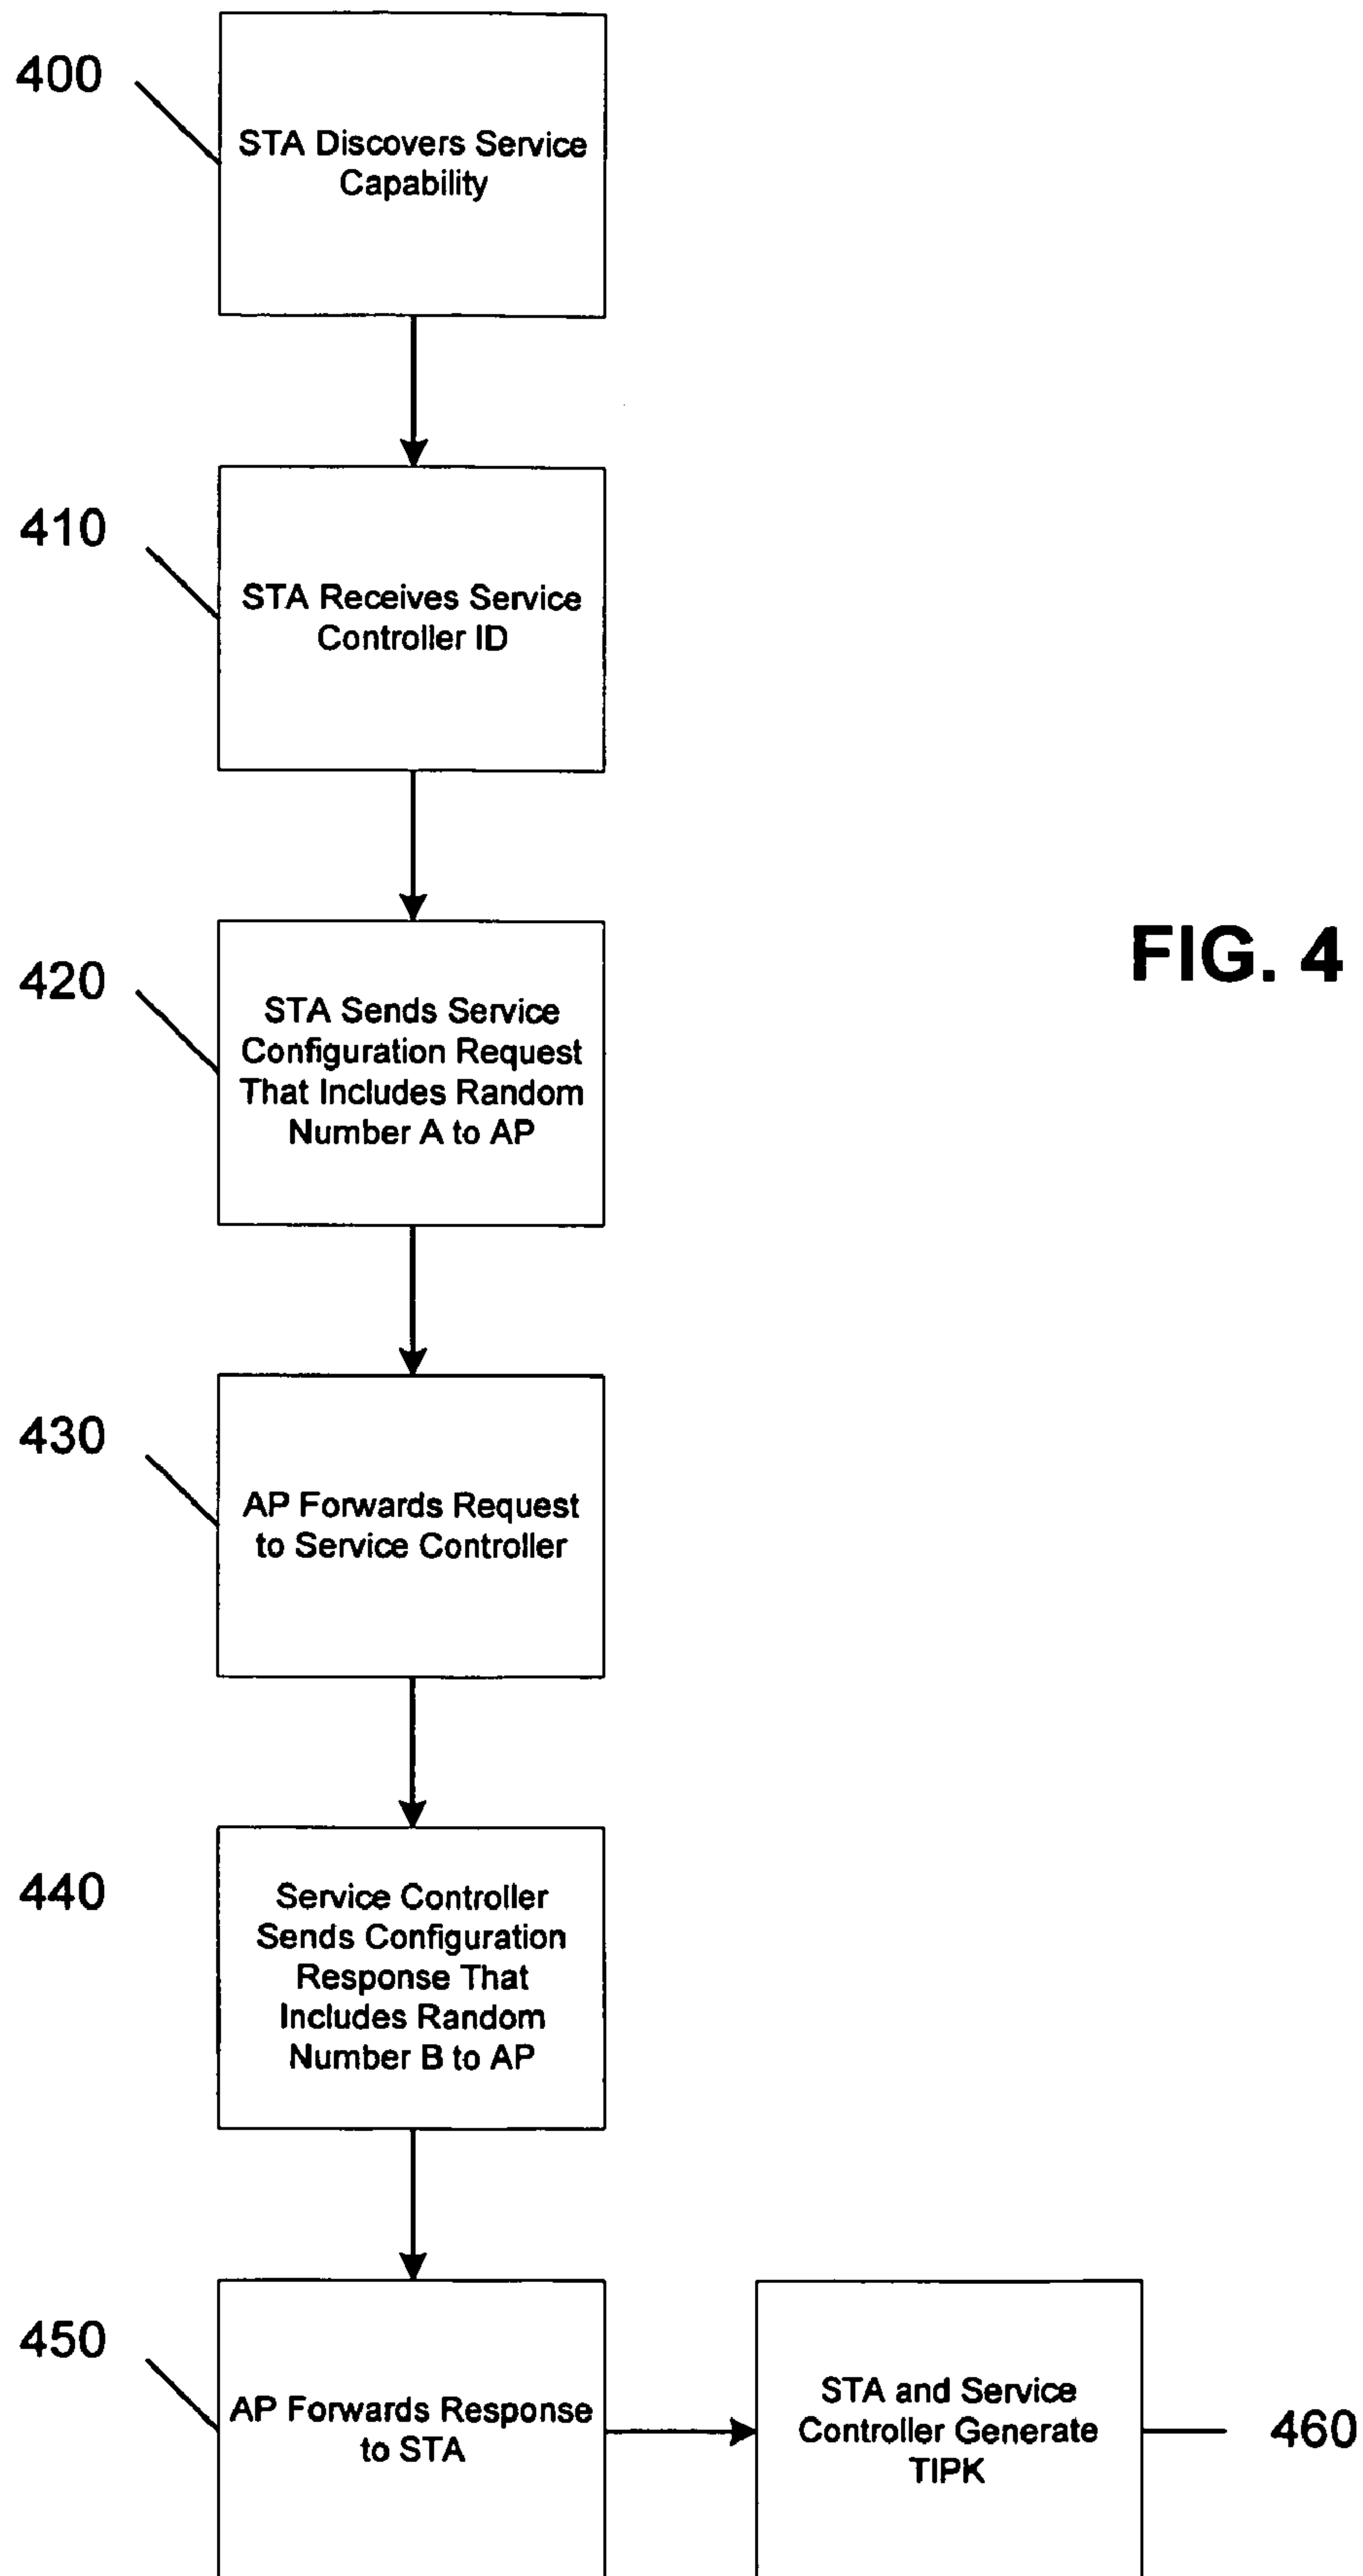 400
STA Discovers Service
Capability
410
STA Receives Service
Controller ID
420
STA Sends Service
Configuration Request
That Includes Random
Number A to AP
FIG. 4
430
AP Forwards Request
to Service Controller
440
Service Controller
Sends Configuration
Response That
Includes Random
Number B to AP
450
AP Forwards Response
to STA
STA and Service
Controller Generate
TIPK
460